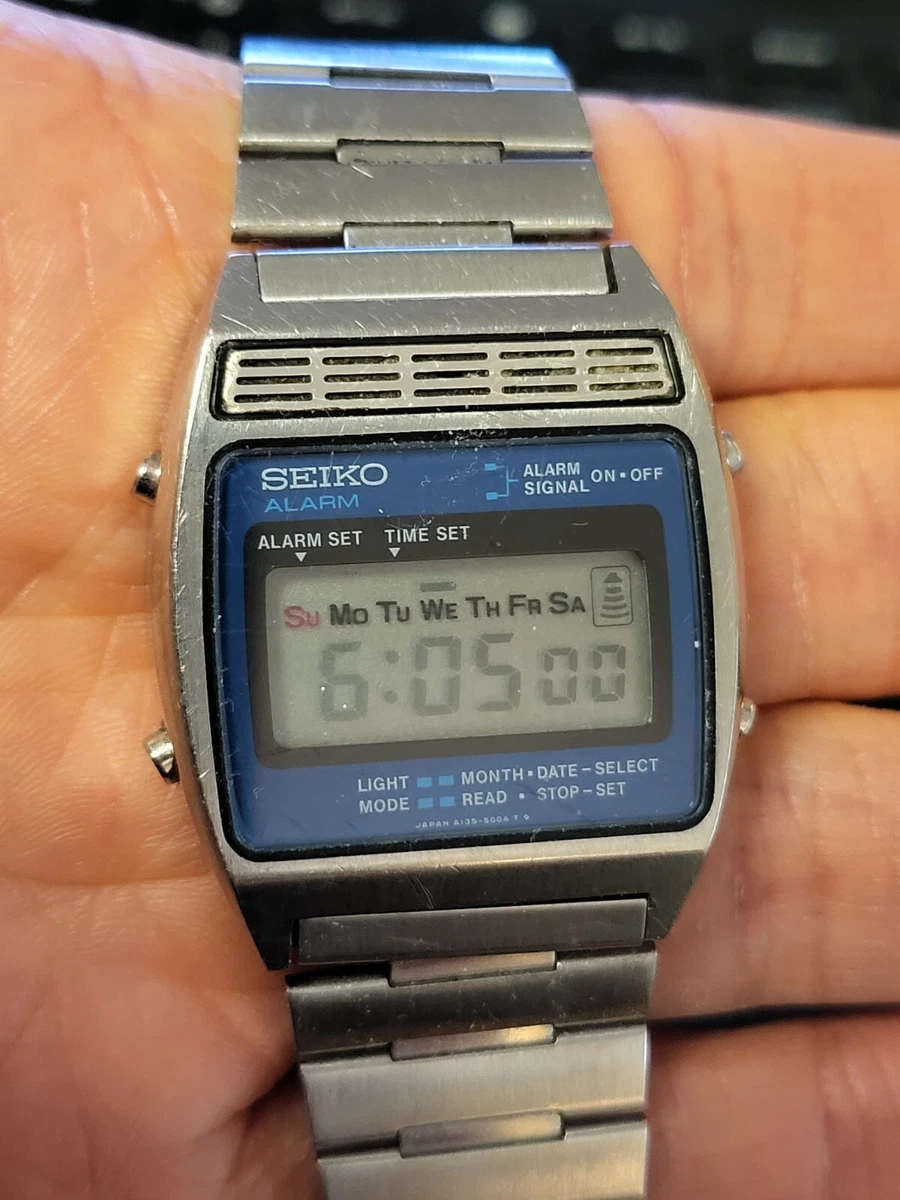 SEIKO
ALARM
ALARM SIGNAL ON▪OFF
ALARM SET TIME SET
Su Mo Tu We Th Fr Sa
6:05 00
LIGHT MONTH▪DATE–SELECT
MODE READ ▪ STOP–SET
JAPAN A135-500A T 9